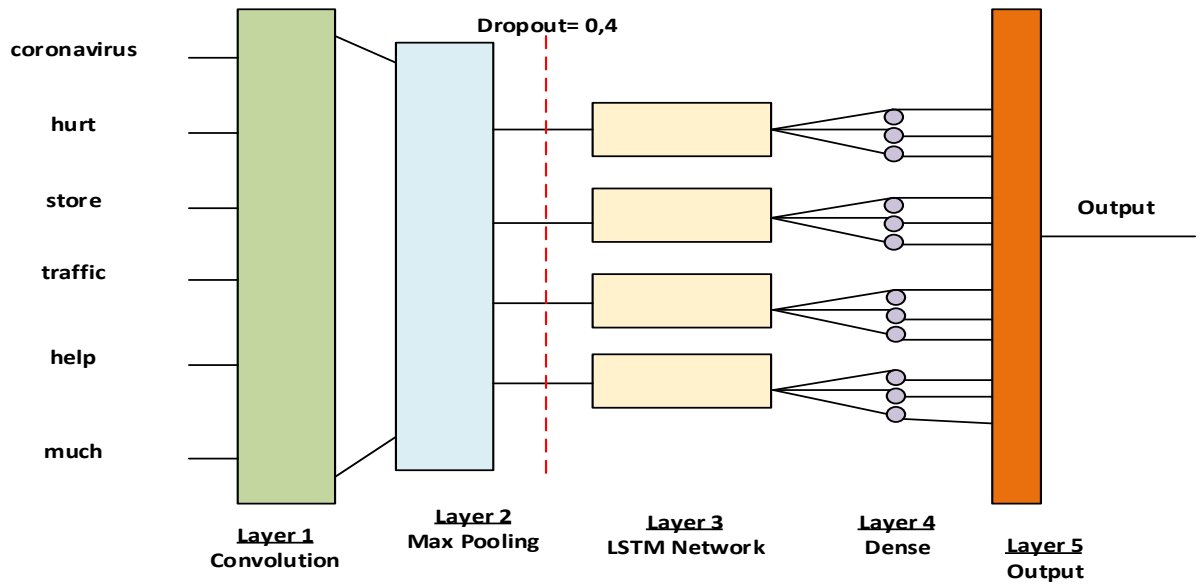 Dropout= 0,4
coronavirus
hurt
store
traffic
help
much
Output
Layer 1
Convolution
Layer 2
Max Pooling
Layer 3
LSTM Network
Layer 4
Dense
Layer 5
Output